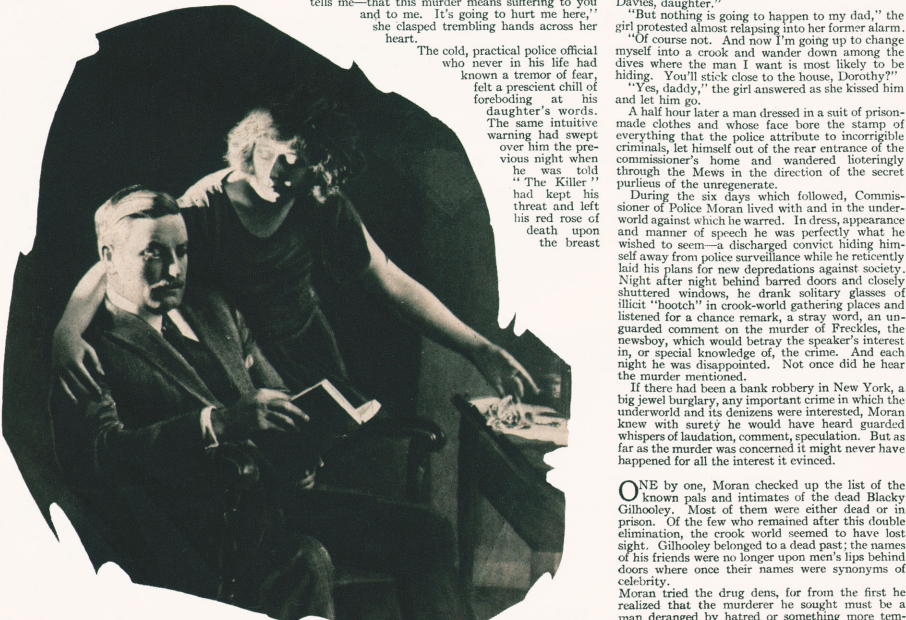 tells me—that this murder means suffering to you
and to me. It's going to hurt me here,"
she clasped trembling hands across her
heart.
The cold, practical police official
who never in his life had
known a tremor of fear,
felt a prescient chill of
foreboding at his
daughter's words.
The same intuitive
warning had swept
over him the pre-
vious night when
he was told
"The Killer"
had kept his
threat and left
his red rose of
death upon
the breast
Davies, daughter."
"But nothing is going to happen to my dad," the
girl protested almost relapsing into her former alarm.
"Of course not. And now I'm going up to change
myself into a crook and wander down among the
dives where the man I want is most likely to be
hiding. You'll stick close to the house, Dorothy?"
"Yes, daddy," the girl answered as she kissed him
and let him go.
A half hour later a man dressed in a suit of prison-
made clothes and whose face bore the stamp of
everything that the police attribute to incorrigible
criminals, let himself out of the rear entrance of the
commissioner's home and wandered lioteringly
through the Mews in the direction of the secret
purlieus of the unregenerate.
During the six days which followed, Commis-
sioner of Police Moran lived with and in the under-
world against which he warred. In dress, appearance
and manner of speech he was perfectly what he
wished to seem—a discharged convict hiding him-
self away from police surveillance while he reticently
laid his plans for new depredations against society.
Night after night behind barred doors and closely
shuttered windows, he drank solitary glasses of
illicit "hootch" in crook-world gathering places and
listened for a chance remark, a stray word, an un-
guarded comment on the murder of Freckles, the
newsboy, which would betray the speaker's interest
in, or special knowledge of, the crime. And each
night he was disappointed. Not once did he hear
the murder mentioned.
If there had been a bank robbery in New York, a
big jewel burglary, any important crime in which the
underworld and its denizens were interested, Moran
knew with surety he would have heard guarded
whispers of laudation, comment, speculation. But as
far as the murder was concerned it might never have
happened for all the interest it evinced.
ONE by one, Moran checked up the list of the
known pals and intimates of the dead Blacky
Gilhooley. Most of them were either dead or in
prison. Of the few who remained after this double
elimination, the crook world seemed to have lost
sight. Gilhooley belonged to a dead past; the names
of his friends were no longer upon men's lips behind
doors where once their names were synonyms of
celebrity.
Moran tried the drug dens, for from the first he
realized that the murderer he sought must be a
man deranged by hatred or something more tem-